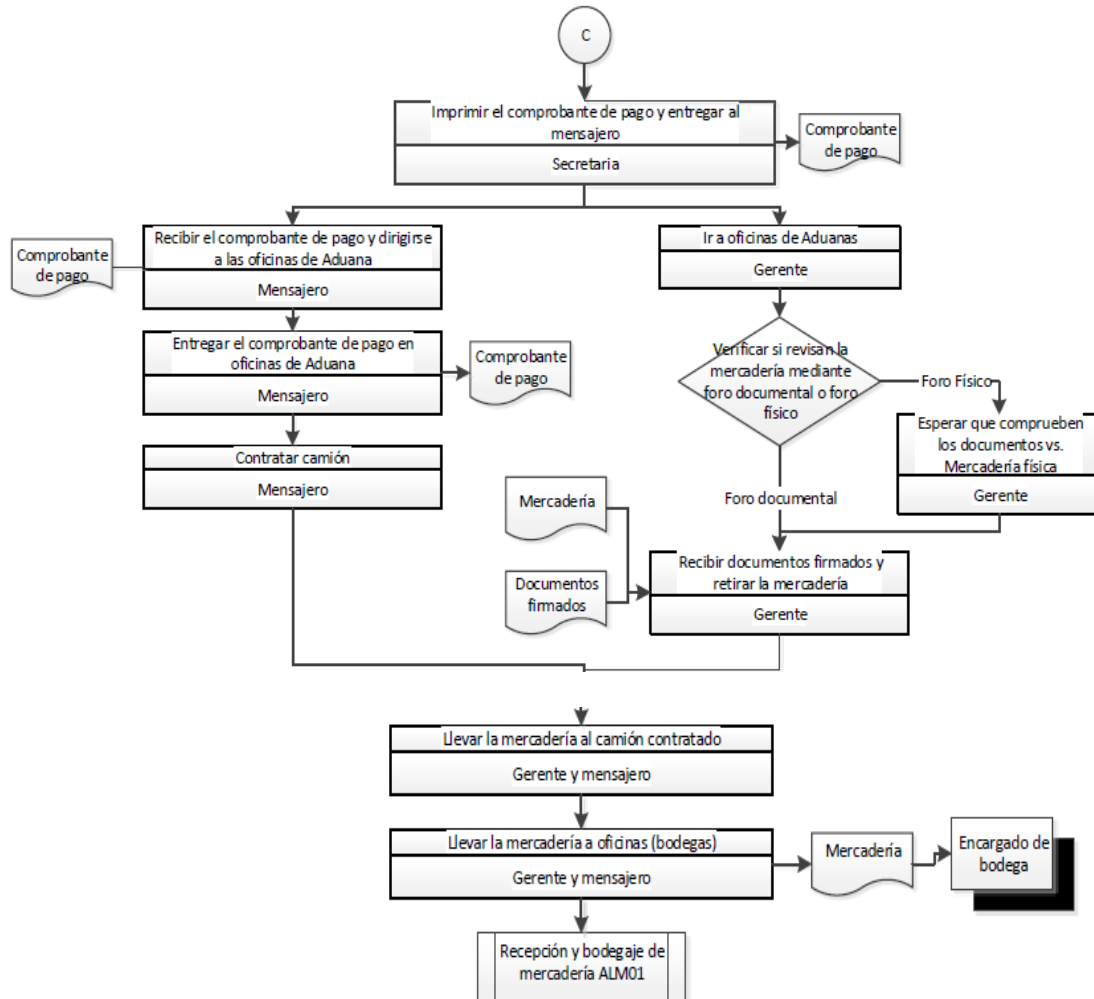 C
Imprimir el comprobante de pago y entregar al
mensajero
Secretaria
Comprobante
de pago
Recibir el comprobante de pago y dirigirse
a las oficinas de Aduana
Mensajero
Comprobante
de pago
Ir a oficinas de Aduanas
Gerente
Entregar el comprobante de pago en
oficinas de Aduana
Mensajero
Comprobante
de pago
Verificar si revisan la
mercadería mediante
foro documental o foro
físico
Foro Físico
Esperar que comprueben
los documentos vs.
Mercadería física
Gerente
Contratar camión
Mensajero
Foro documental
Mercadería
Documentos
firmados
Recibir documentos firmados y
retirar la mercadería
Gerente
Llevar la mercadería al camión contratado
Gerente y mensajero
Llevar la mercadería a oficinas (bodegas)
Gerente y mensajero
Mercadería
Encargado de
bodega
Recepción y bodegaje de
mercadería ALM01